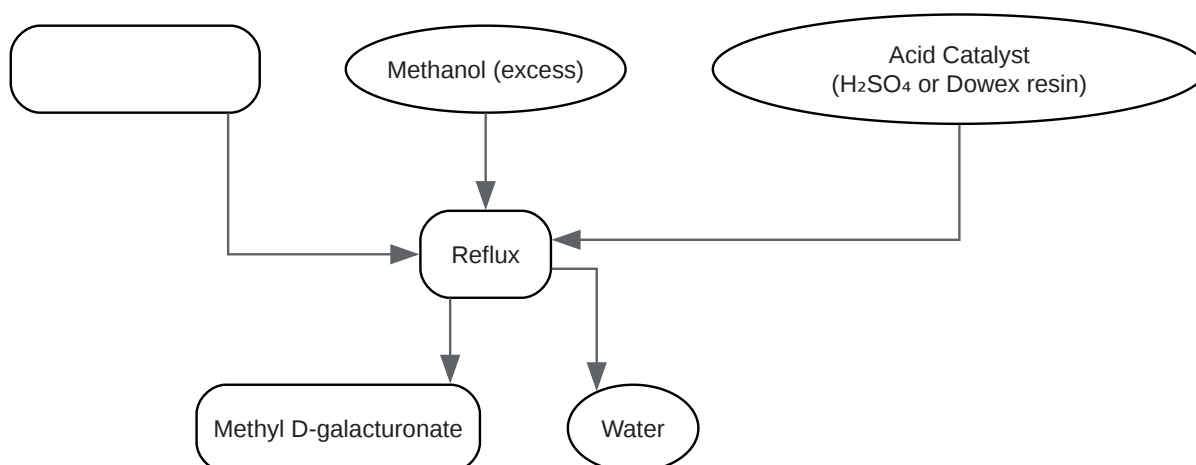 Methanol (excess)
Acid Catalyst
(H₂SO₄ or Dowex resin)
Reflux
Methyl D-galacturonate
Water